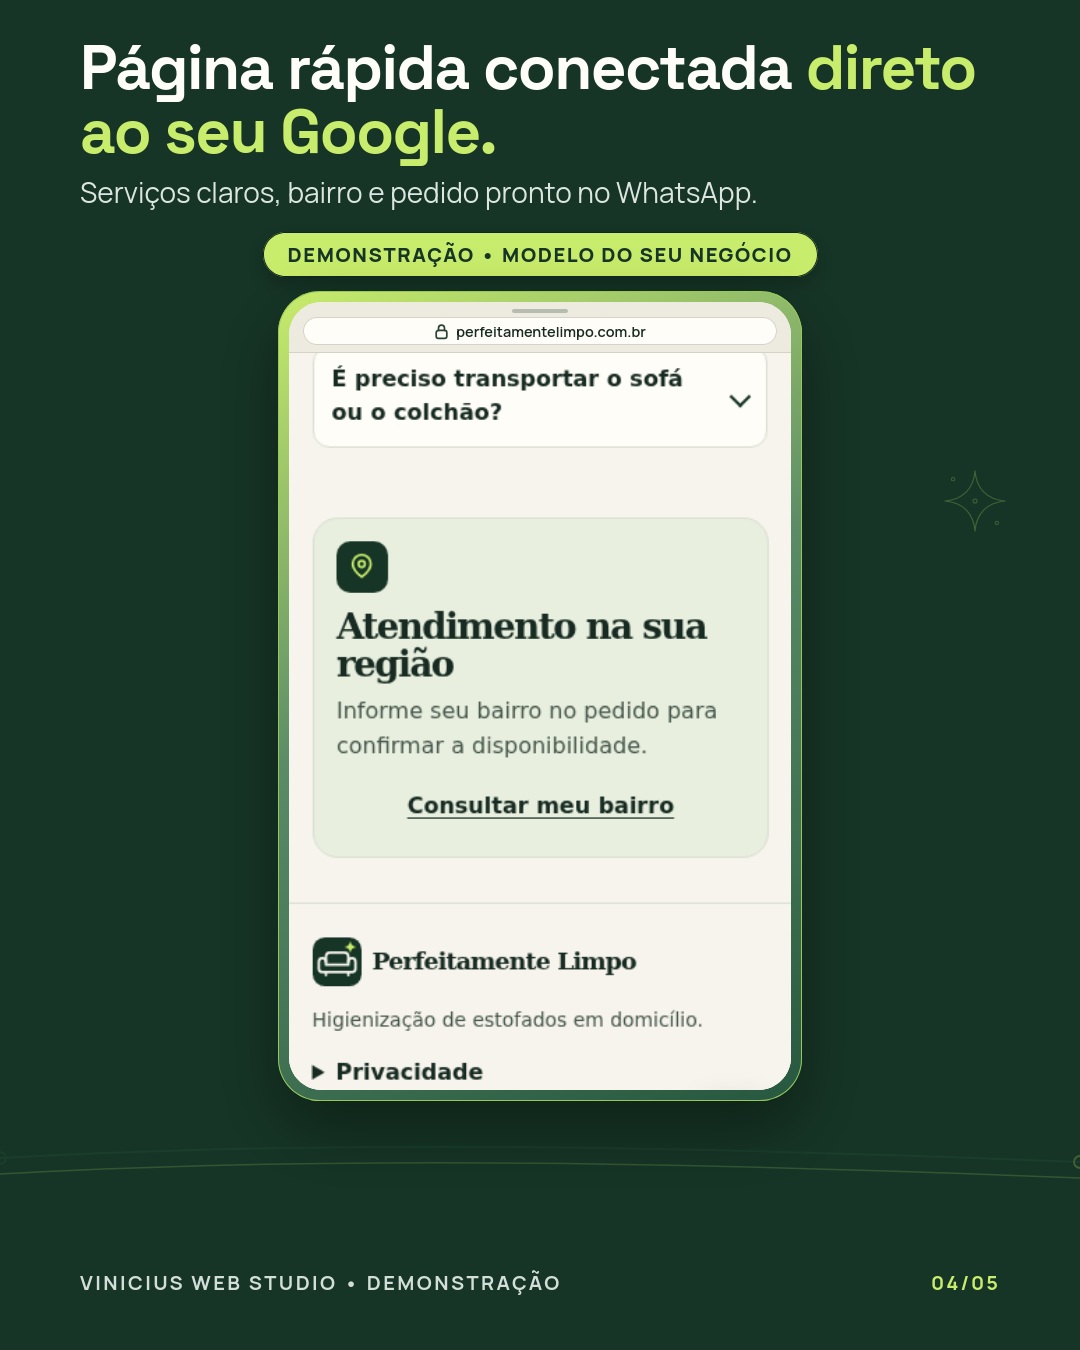 Página rápida conectada direto
ao seu Google.
Serviços claros, bairro e pedido pronto no WhatsApp.
DEMONSTRAÇÃO • MODELO DO SEU NEGÓCIO
perfeitamentelimpo.com.br
É preciso transportar o sofá
ou o colchão?
Atendimento na sua
região
Informe seu bairro no pedido para
confirmar a disponibilidade.
Consultar meu bairro
Perfeitamente Limpo
Higienização de estofados em domicílio.
Privacidade
VINICIUS WEB STUDIO • DEMONSTRAÇÃO
04/05